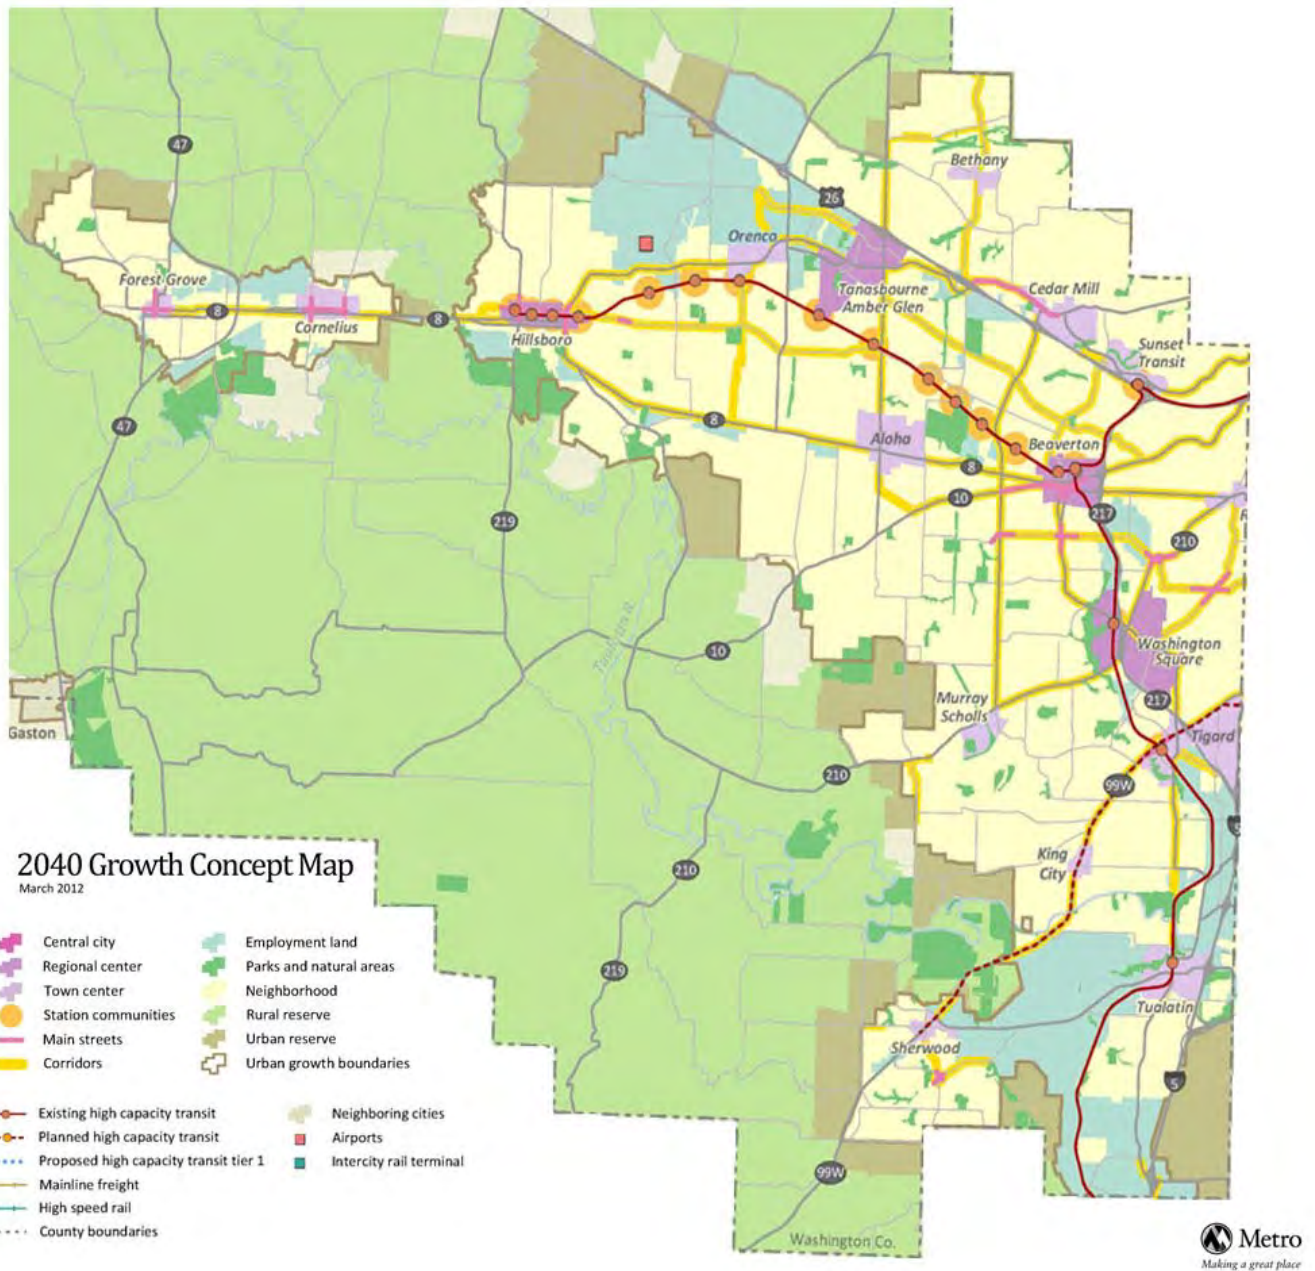 47
Bethany
26
Orenco
Forest Grove
Tanasbourne
Amber Glen
Cedar Mill
8
Cornelius
8
Hillsboro
Sunset
Transit
47
8
Aloha
Beaverton
8
10
219
217
210
R
Tualatin R.
10
Washington
Square
Murray
Scholls
217
Gaston
Tigard
210
99W
5
King
City
210
219
Tualatin
Sherwood
5
99W
Washington Co.
2040 Growth Concept Map
March 2012
Central city
Regional center
Town center
Station communities
Main streets
Corridors
Employment land
Parks and natural areas
Neighborhood
Rural reserve
Urban reserve
Urban growth boundaries
Existing high capacity transit
Planned high capacity transit
Proposed high capacity transit tier 1
Mainline freight
High speed rail
County boundaries
Neighboring cities
Airports
Intercity rail terminal
Metro
Making a great place